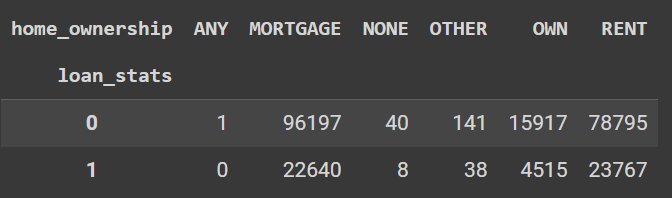 home_ownership ANY MORTGAGE NONE OTHER OWN RENT
loan_stats
0 1 96197 40 141 15917 78795
1 0 22640 8 38 4515 23767